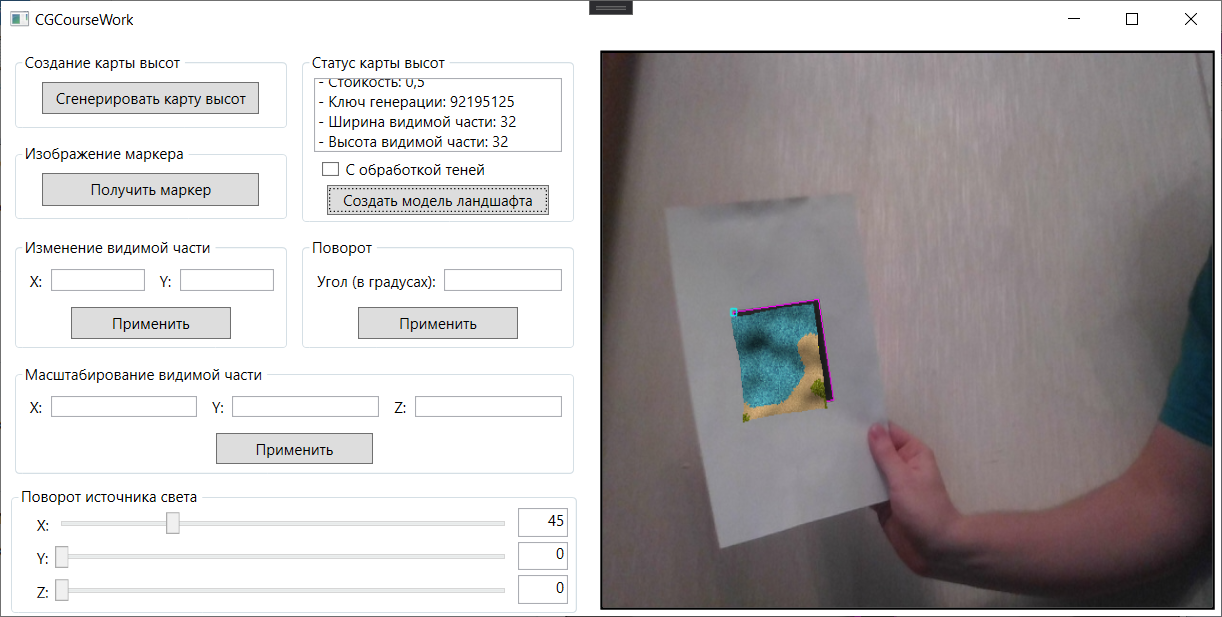 CGCourseWork
Создание карты высот
Сгенерировать карту высот
Статус карты высот
- Стойкость: 0,5
- Ключ генерации: 92195125
- Ширина видимой части: 32
- Высота видимой части: 32
С обработкой теней
Создать модель ландшафта
Изображение маркера
Получить маркер
Изменение видимой части
X:
Y:
Применить
Поворот
Угол (в градусах):
Применить
Масштабирование видимой части
X:
Y:
Z:
Применить
Поворот источника света
X:
45
Y:
0
Z:
0